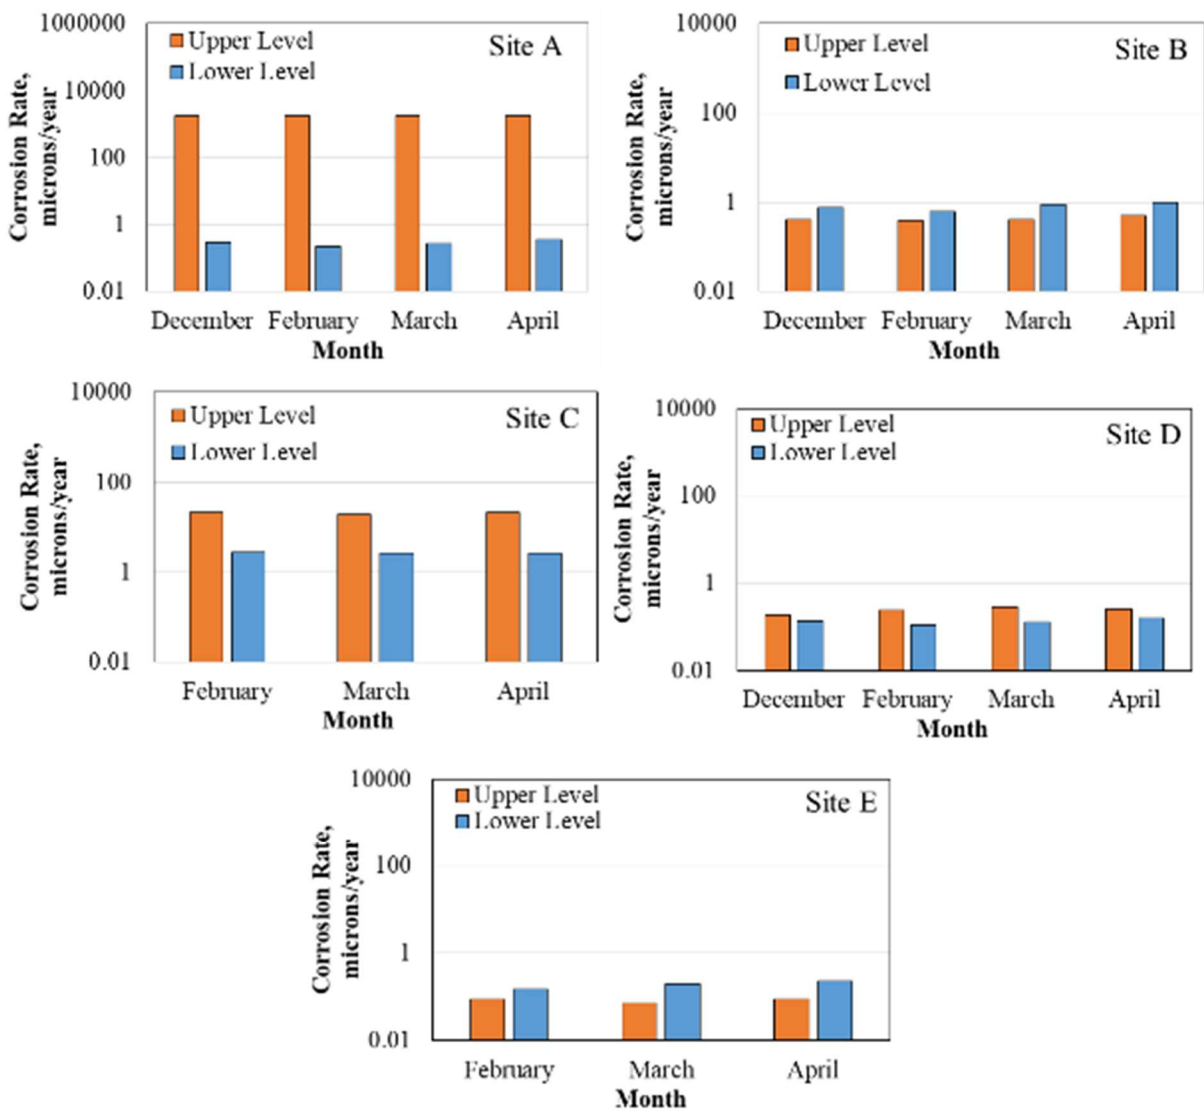 1000000
Upper Level
Lower Level
Site A
10000
100
1
0.01
Corrosion Rate,
microns/year
December February March April
Month
10000
Upper Level
Lower Level
Site B
100
1
0.01
Corrosion Rate,
microns/year
December February March April
Month
10000
Upper Level
Lower Level
Site C
100
1
0.01
Corrosion Rate,
microns/year
February March April
Month
10000
Upper Level
Lower Level
Site D
100
1
0.01
Corrosion Rate,
microns/year
December February March April
Month
10000
Upper Level
Lower Level
Site E
100
1
0.01
Corrosion Rate,
microns/year
February March April
Month